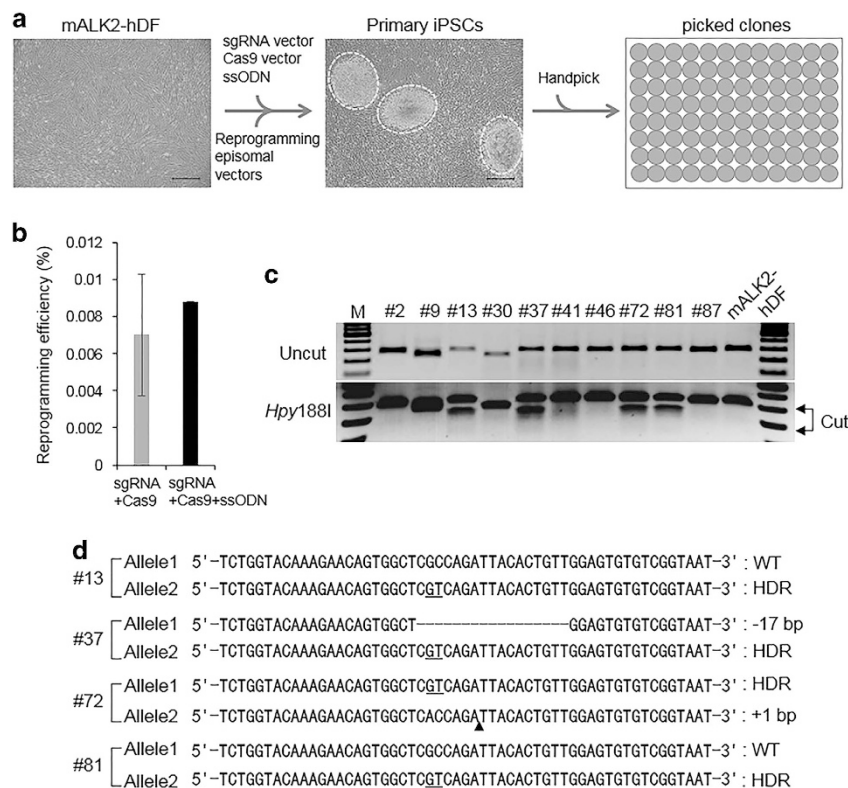 a
mALK2-hDF
sgRNA vector
Cas9 vector
ssODN
Reprogramming
episomal
vectors
Primary iPSCs
Handpick
picked clones
b
Reprogramming efficiency (%)
0.012
0.01
0.008
0.006
0.004
0.002
0
sgRNA
+Cas9
sgRNA
+Cas9+ssODN
c
M #2 #9 #13 #30 #37 #41 #46 #72 #81 #87 mALK2-hDF
Uncut
Hpy188I
Cut
d
#13
Allele1 5'-TCTGGTACAAAGAACAGTGGCTCGCCAGATTACACTGTTGGAGTGTGTCGGTAAT-3' : WT
Allele2 5'-TCTGGTACAAAGAACAGTGGCTCGTCAGATTACACTGTTGGAGTGTGTCGGTAAT-3' : HDR
#37
Allele1 5'-TCTGGTACAAAGAACAGTGGCT-----------------GGAGTGTGTCGGTAAT-3' : -17 bp
Allele2 5'-TCTGGTACAAAGAACAGTGGCTCGTCAGATTACACTGTTGGAGTGTGTCGGTAAT-3' : HDR
#72
Allele1 5'-TCTGGTACAAAGAACAGTGGCTCGTCAGATTACACTGTTGGAGTGTGTCGGTAAT-3' : HDR
Allele2 5'-TCTGGTACAAAGAACAGTGGCTCACCAGATTACACTGTTGGAGTGTGTCGGTAAT-3' : +1 bp
#81
Allele1 5'-TCTGGTACAAAGAACAGTGGCTCGCCAGATTACACTGTTGGAGTGTGTCGGTAAT-3' : WT
Allele2 5'-TCTGGTACAAAGAACAGTGGCTCGTCAGATTACACTGTTGGAGTGTGTCGGTAAT-3' : HDR